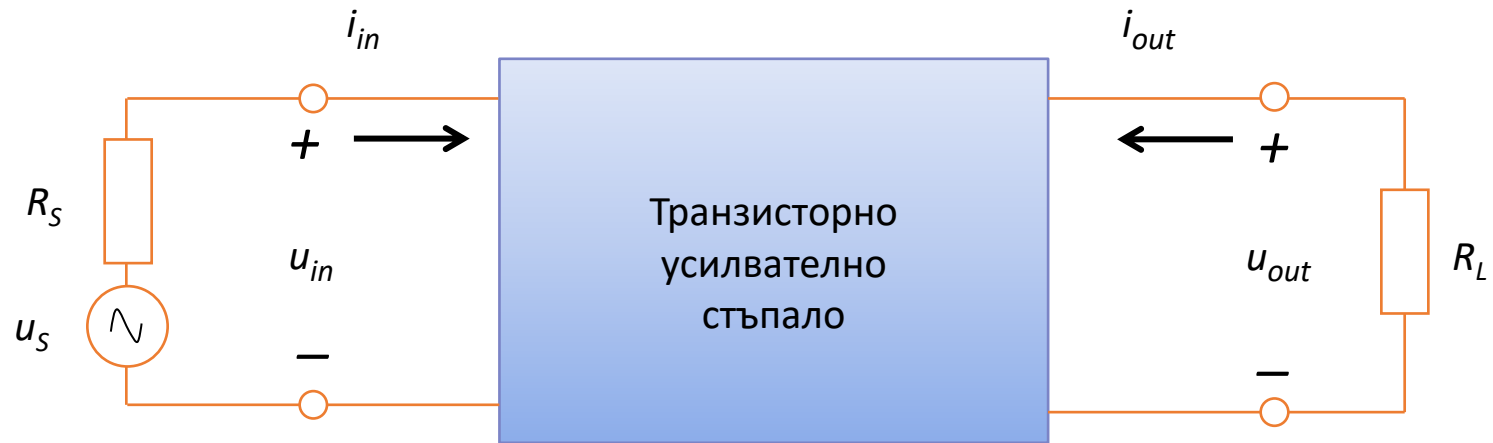 i_in
i_out
+
+
R_S
Транзисторно
усилвателно
стъпало
u_in
u_out
R_L
u_S
−
−